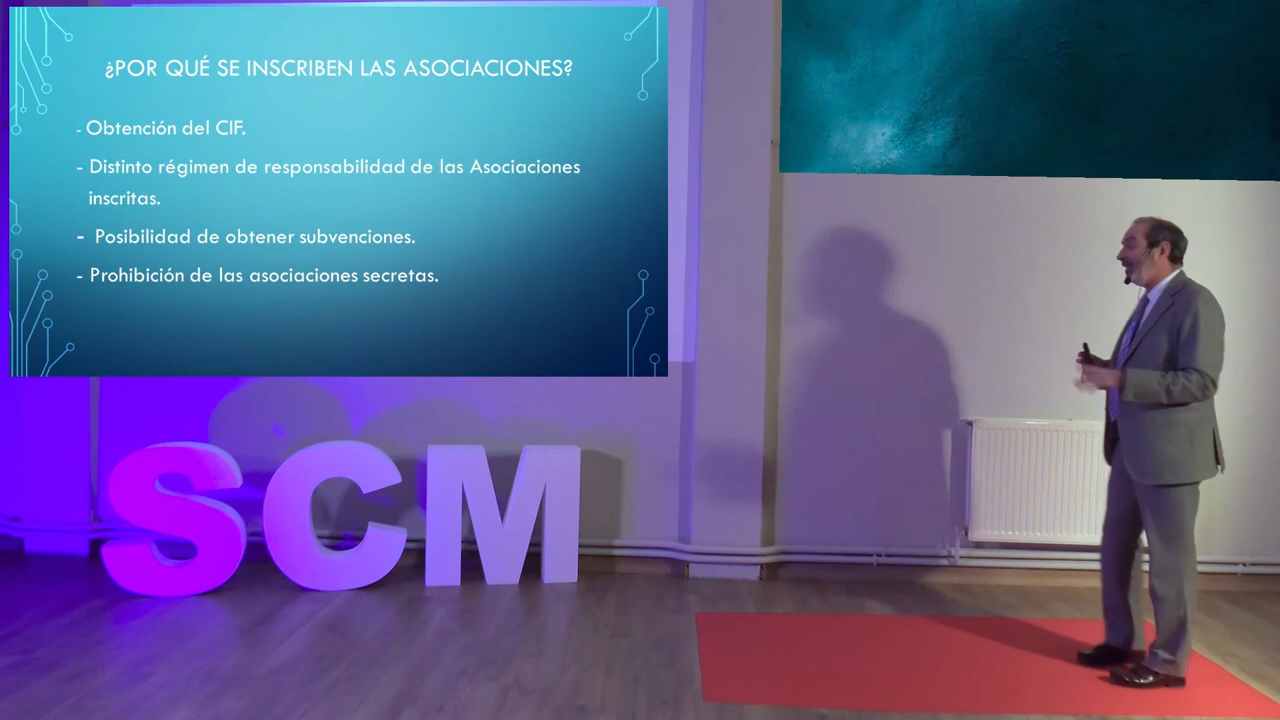 ¿POR QUÉ SE INSCRIBEN LAS ASOCIACIONES?
- Obtención del CIF.
- Distinto régimen de responsabilidad de las Asociaciones
inscritas.
- Posibilidad de obtener subvenciones.
- Prohibición de las asociaciones secretas.
SCM